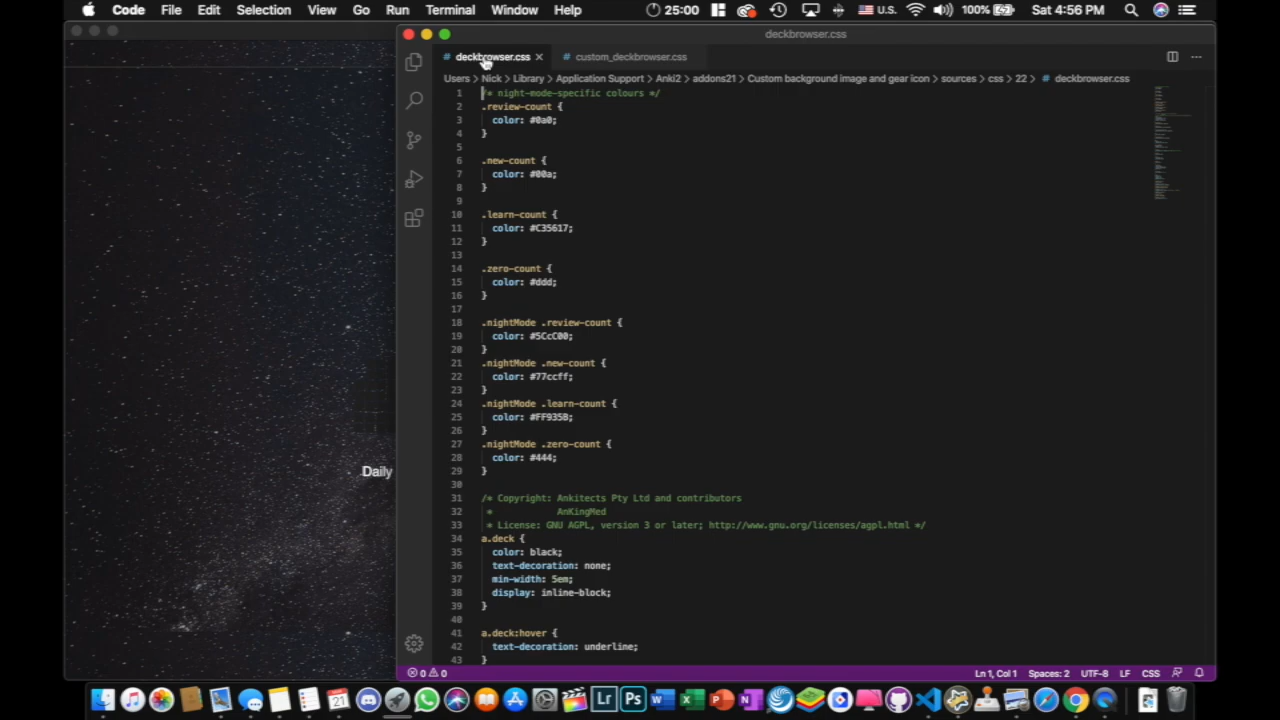 Code File Edit Selection View Go Run Terminal Window Help 25:00 U.S. 100% Sat 4:56 PM
deckbrowser.css
# deckbrowser.css × # custom_deckbrowser.css ...
Users > Nick > Library > Application Support > Anki2 > addons21 > Custom background image and gear icon > sources > css > 22 > # deckbrowser.css
1 /* night-mode-specific colours */
2 .review-count {
3 color: #0a0;
4 }
5
6 .new-count {
7 color: #00a;
8 }
9
10 .learn-count {
11 color: #C35617;
12 }
13
14 .zero-count {
15 color: #ddd;
16 }
17
18 .nightMode .review-count {
19 color: #5CcC00;
20 }
21 .nightMode .new-count {
22 color: #77ccff;
23 }
24 .nightMode .learn-count {
25 color: #FF935B;
26 }
27 .nightMode .zero-count {
28 color: #444;
29 }
30
31 /* Copyright: Ankitects Pty Ltd and contributors
32 * AnKingMed
33 * License: GNU AGPL, version 3 or later; http://www.gnu.org/licenses/agpl.html */
34 a.deck {
35 color: black;
36 text-decoration: none;
37 min-width: 5em;
38 display: inline-block;
39 }
40
41 a.deck:hover {
42 text-decoration: underline;
43 }
Daily
0 0 Ln 1, Col 1 Spaces: 2 UTF-8 LF CSS
21 Lr Ps